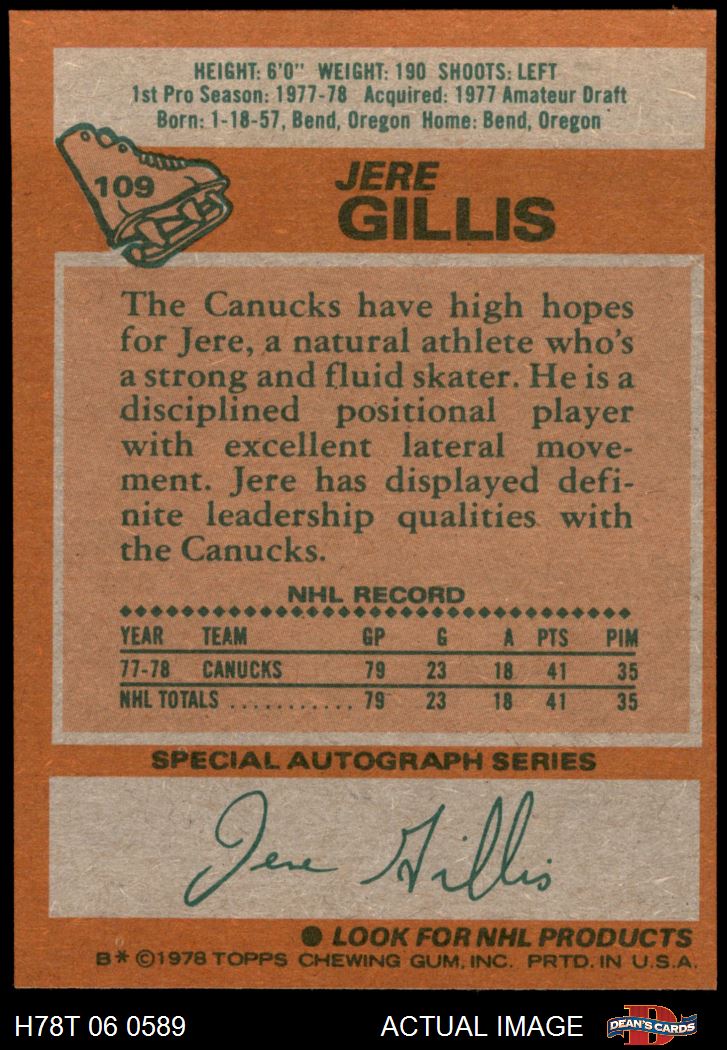 HEIGHT: 6'0" WEIGHT: 190 SHOOTS: LEFT
1st Pro Season: 1977-78 Acquired: 1977 Amateur Draft
Born: 1-18-57, Bend, Oregon Home: Bend, Oregon
109
JERE
GILLIS
The Canucks have high hopes
for Jere, a natural athlete who's
a strong and fluid skater. He is a
disciplined positional player
with excellent lateral move-
ment. Jere has displayed defi-
nite leadership qualities with
the Canucks.
NHL RECORD
YEAR TEAM GP G A PTS PIM
77-78 CANUCKS 79 23 18 41 35
NHL TOTALS ........... 79 23 18 41 35
SPECIAL AUTOGRAPH SERIES
Jere Gillis
● LOOK FOR NHL PRODUCTS
B* ©1978 TOPPS CHEWING GUM, INC. PRTD. IN U.S.A.
H78T 06 0589 ACTUAL IMAGE D DEAN'S CARDS